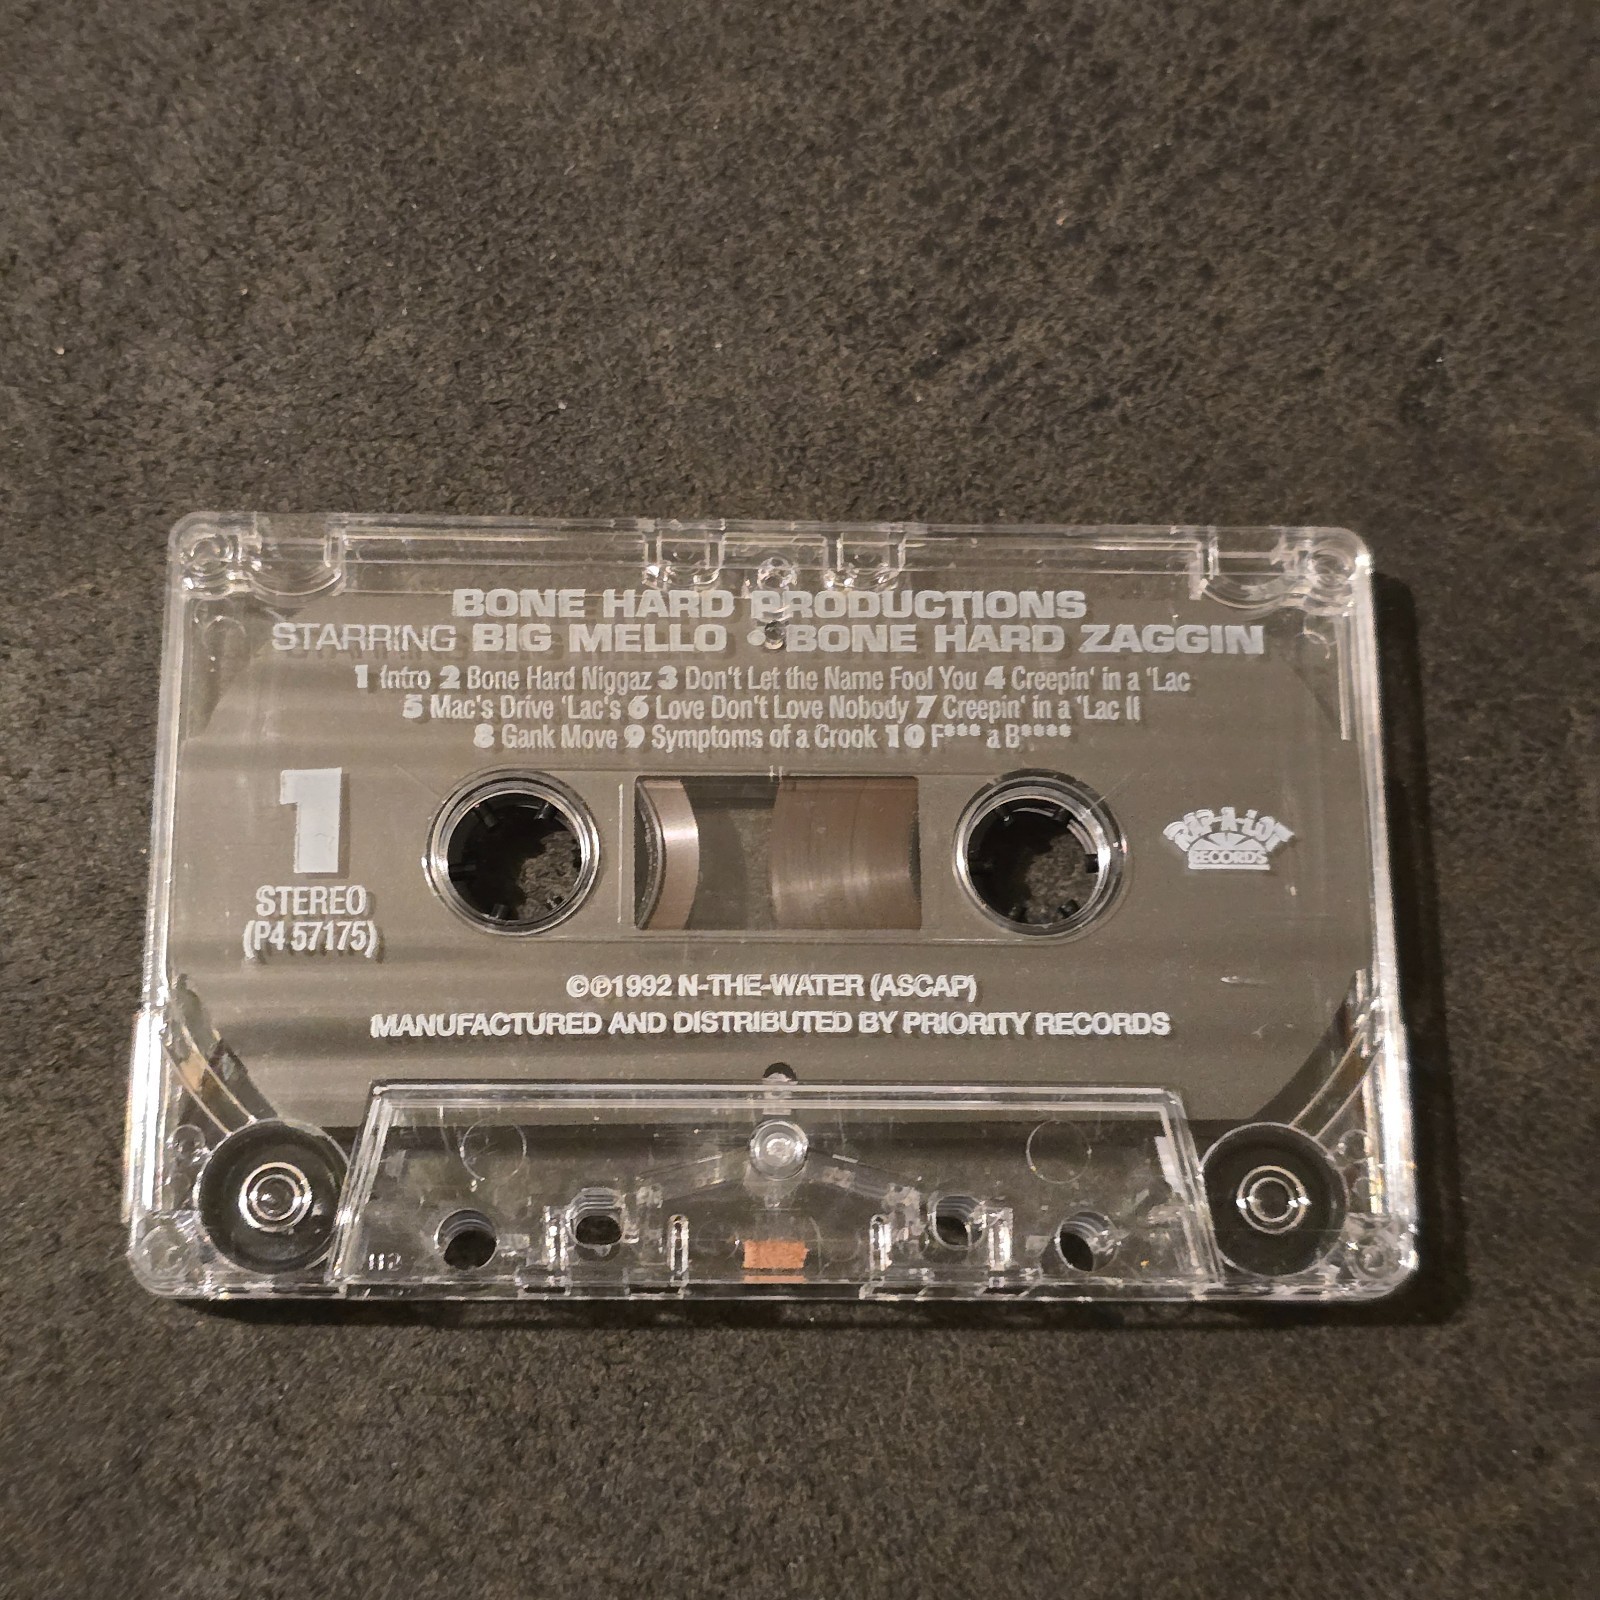 BONE HARD PRODUCTIONS
STARRING BIG MELLO • BONE HARD ZAGGIN
1 Intro 2 Bone Hard Niggaz 3 Don't Let the Name Fool You 4 Creepin' in a 'Lac
5 Mac's Drive 'Lac's 6 Love Don't Love Nobody 7 Creepin' in a 'Lac II
8 Gank Move 9 Symptoms of a Crook 10 F*** a B****
1
STEREO
(P4 57175)
RAP-A-LOT
RECORDS
©℗1992 N-THE-WATER (ASCAP)
MANUFACTURED AND DISTRIBUTED BY PRIORITY RECORDS